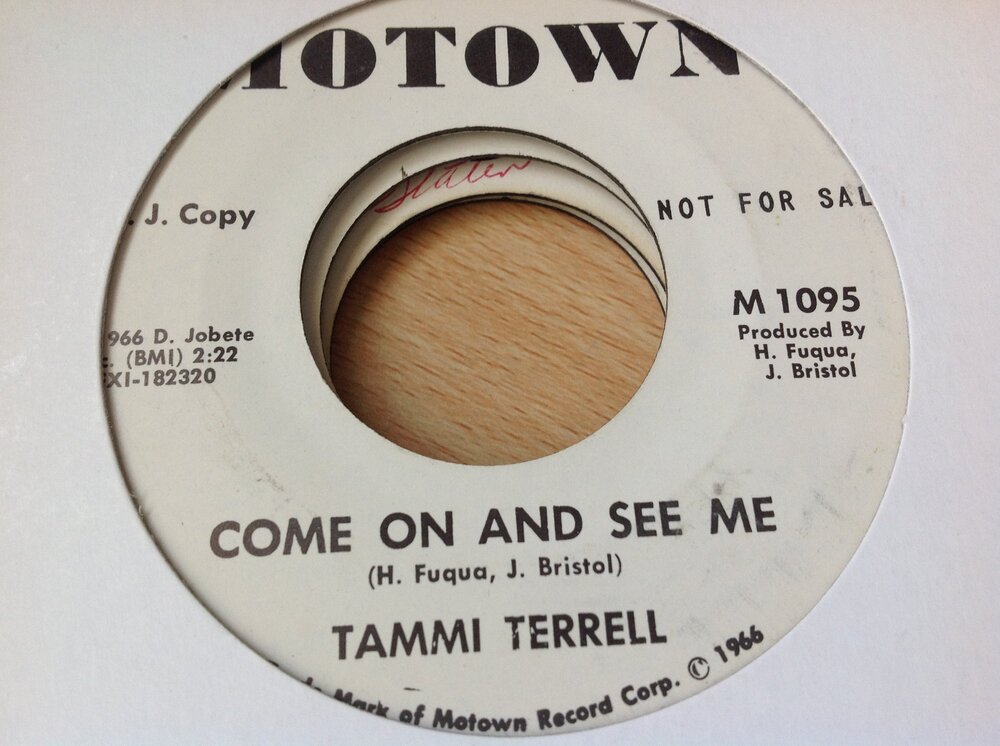 MOTOWN
. J. Copy
NOT FOR SAL
M 1095
Produced By
H. Fuqua,
J. Bristol
966 D. Jobete
. (BMI) 2:22
XI-182320
COME ON AND SEE ME
(H. Fuqua, J. Bristol)
TAMMI TERRELL
Mark of Motown Record Corp. © 1966